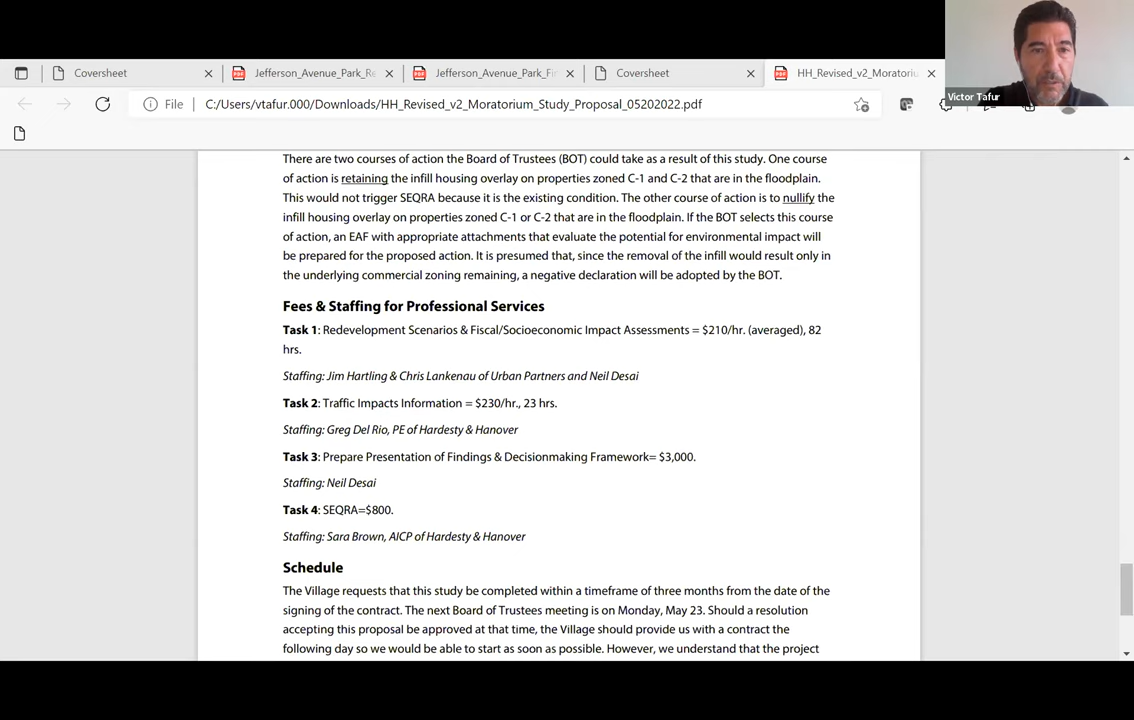 Coversheet
Jefferson_Avenue_Park_Re
Jefferson_Avenue_Park_Fi
Coversheet
HH_Revised_v2_Moratoriu
Victor Tafur
File
C:/Users/vtafur.000/Downloads/HH_Revised_v2_Moratorium_Study_Proposal_05202022.pdf
There are two courses of action the Board of Trustees (BOT) could take as a result of this study. One course
of action is retaining the infill housing overlay on properties zoned C-1 and C-2 that are in the floodplain.
This would not trigger SEQRA because it is the existing condition. The other course of action is to nullify the
infill housing overlay on properties zoned C-1 or C-2 that are in the floodplain. If the BOT selects this course
of action, an EAF with appropriate attachments that evaluate the potential for environmental impact will
be prepared for the proposed action. It is presumed that, since the removal of the infill would result only in
the underlying commercial zoning remaining, a negative declaration will be adopted by the BOT.
Fees & Staffing for Professional Services
Task 1: Redevelopment Scenarios & Fiscal/Socioeconomic Impact Assessments = $210/hr. (averaged), 82
hrs.
Staffing: Jim Hartling & Chris Lankenau of Urban Partners and Neil Desai
Task 2: Traffic Impacts Information = $230/hr., 23 hrs.
Staffing: Greg Del Rio, PE of Hardesty & Hanover
Task 3: Prepare Presentation of Findings & Decisionmaking Framework= $3,000.
Staffing: Neil Desai
Task 4: SEQRA=$800.
Staffing: Sara Brown, AICP of Hardesty & Hanover
Schedule
The Village requests that this study be completed within a timeframe of three months from the date of the
signing of the contract. The next Board of Trustees meeting is on Monday, May 23. Should a resolution
accepting this proposal be approved at that time, the Village should provide us with a contract the
following day so we would be able to start as soon as possible. However, we understand that the project